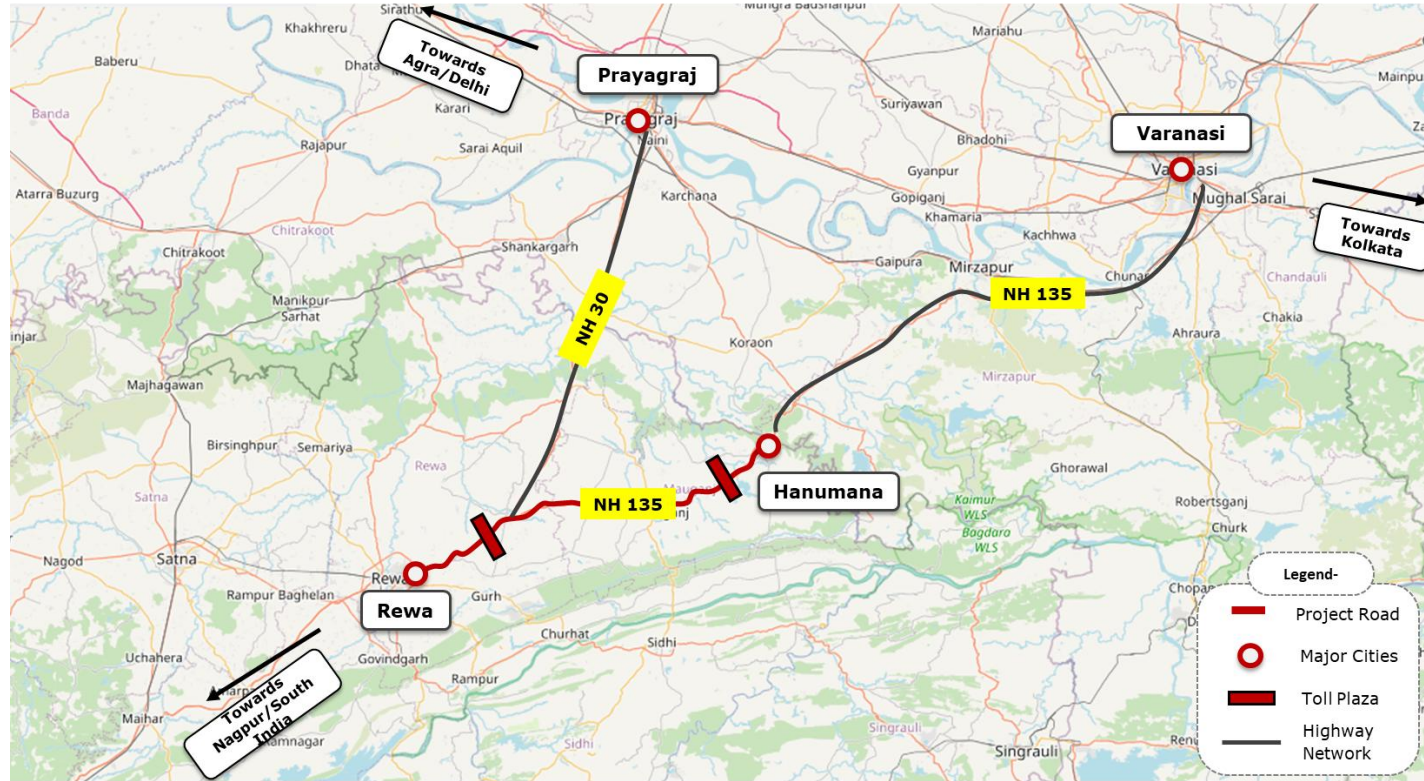 Sirathu
Mungra Badshahpur
Khakhreru
Mariahu
Baberu
Dhata
Towards
Agra/Delhi
Prayagraj
Mainpur
Karari
Karchana
Suriyawan
Varanasi
Banda
Prayagraj
Naini
Bhadohi
Rajapur
Sarai Aquil
Varanasi
Gyanpur
Mughal Sarai
Atarra Buzurg
Gopiganj
Khamaria
Towards
Kolkata
Chitrakoot
Chitrakoot
Shankargarh
Kachhwa
Gaipura
Mirzapur
Chunar
Chandauli
Manikpur
Sarhat
NH 30
NH 135
Chakia
Ahraura
Koraon
Majhagawan
Mirzapur
Birsinghpur
Semariya
Rewa
Ghorawal
Satna
NH 135
Hanumana
Kaimur
WLS
Robertsganj
Churk
Bagdaro
WLS
Nagod
Satna
Rewa
Rampur Baghelan
Gurh
Rewa
Legend-
Project Road
Major Cities
Toll Plaza
Highway
Network
Churhat
Sidhi
Uchahera
Govindgarh
Rampur
Maihar
Towards
Nagpur/South
India
Sidhi
Singrauli
Singrauli